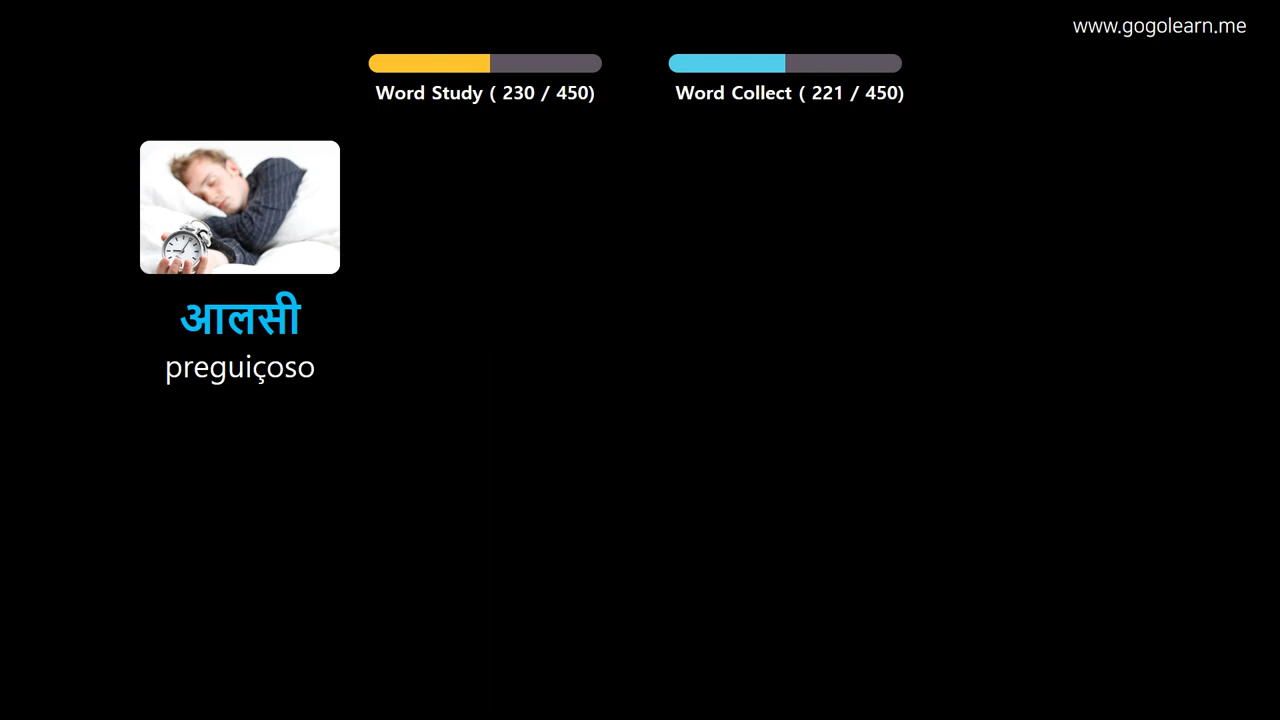 www.gogolearn.me
Word Study ( 230 / 450)
Word Collect ( 221 / 450)
आलसी
preguiçoso